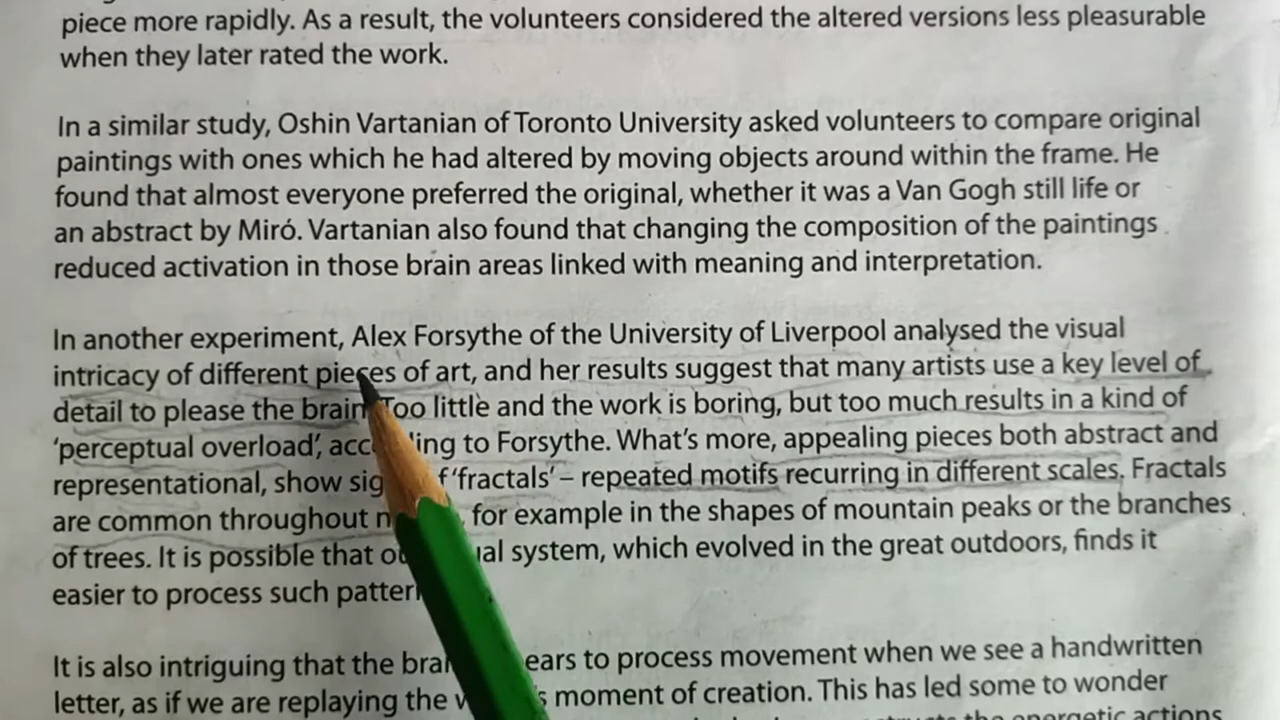 piece more rapidly. As a result, the volunteers considered the altered versions less pleasurable
when they later rated the work.
In a similar study, Oshin Vartanian of Toronto University asked volunteers to compare original
paintings with ones which he had altered by moving objects around within the frame. He
found that almost everyone preferred the original, whether it was a Van Gogh still life or
an abstract by Miró. Vartanian also found that changing the composition of the paintings
reduced activation in those brain areas linked with meaning and interpretation.
In another experiment, Alex Forsythe of the University of Liverpool analysed the visual
intricacy of different pieces of art, and her results suggest that many artists use a key level of
detail to please the brain. Too little and the work is boring, but too much results in a kind of
‘perceptual overload’, according to Forsythe. What’s more, appealing pieces both abstract and
representational, show sig f ‘fractals’ – repeated motifs recurring in different scales. Fractals
are common throughout n , for example in the shapes of mountain peaks or the branches
of trees. It is possible that ou ual system, which evolved in the great outdoors, finds it
easier to process such pattern
It is also intriguing that the bra ears to process movement when we see a handwritten
letter, as if we are replaying the w ’s moment of creation. This has led some to wonder
the energetic actions